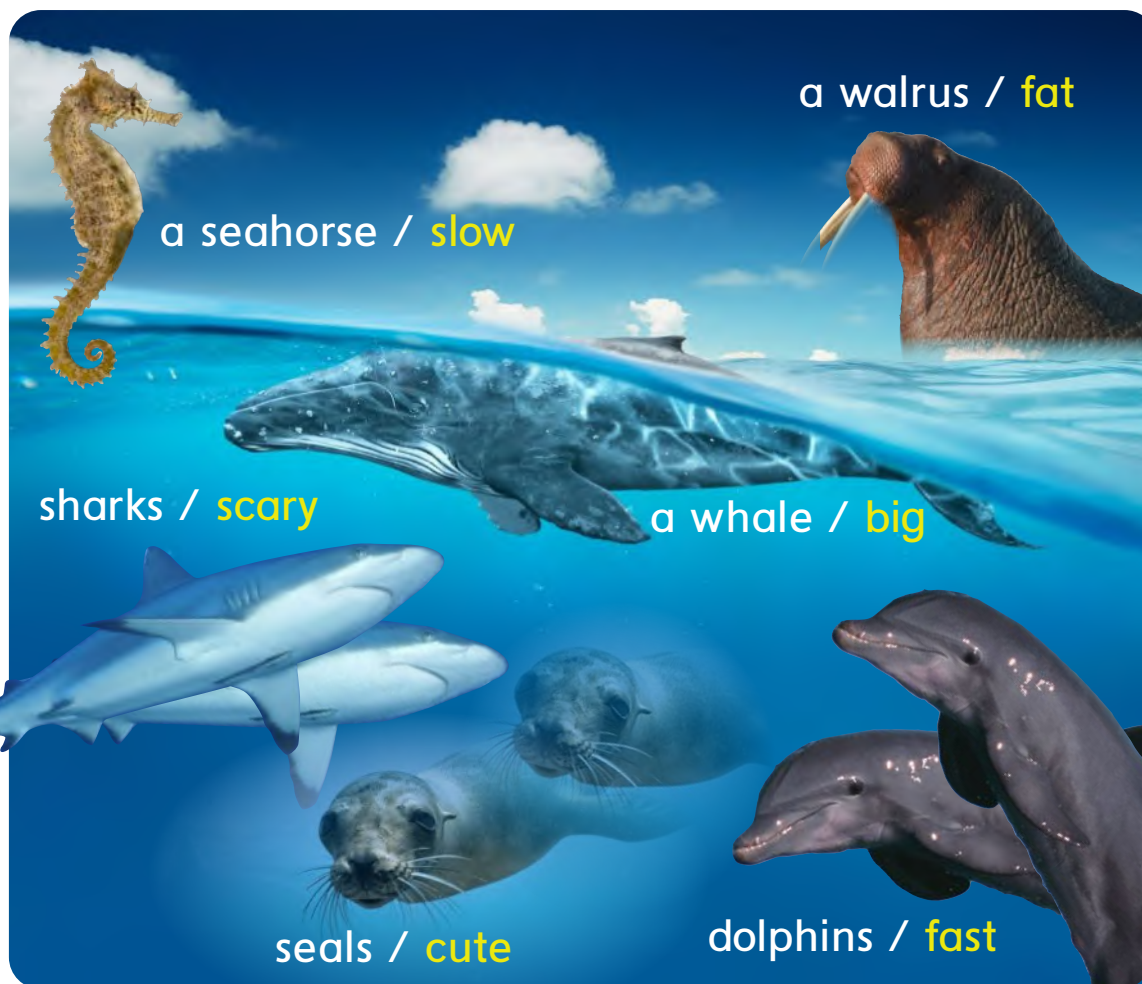 a walrus / fat
a seahorse / slow
sharks / scary
a whale / big
seals / cute
dolphins / fast